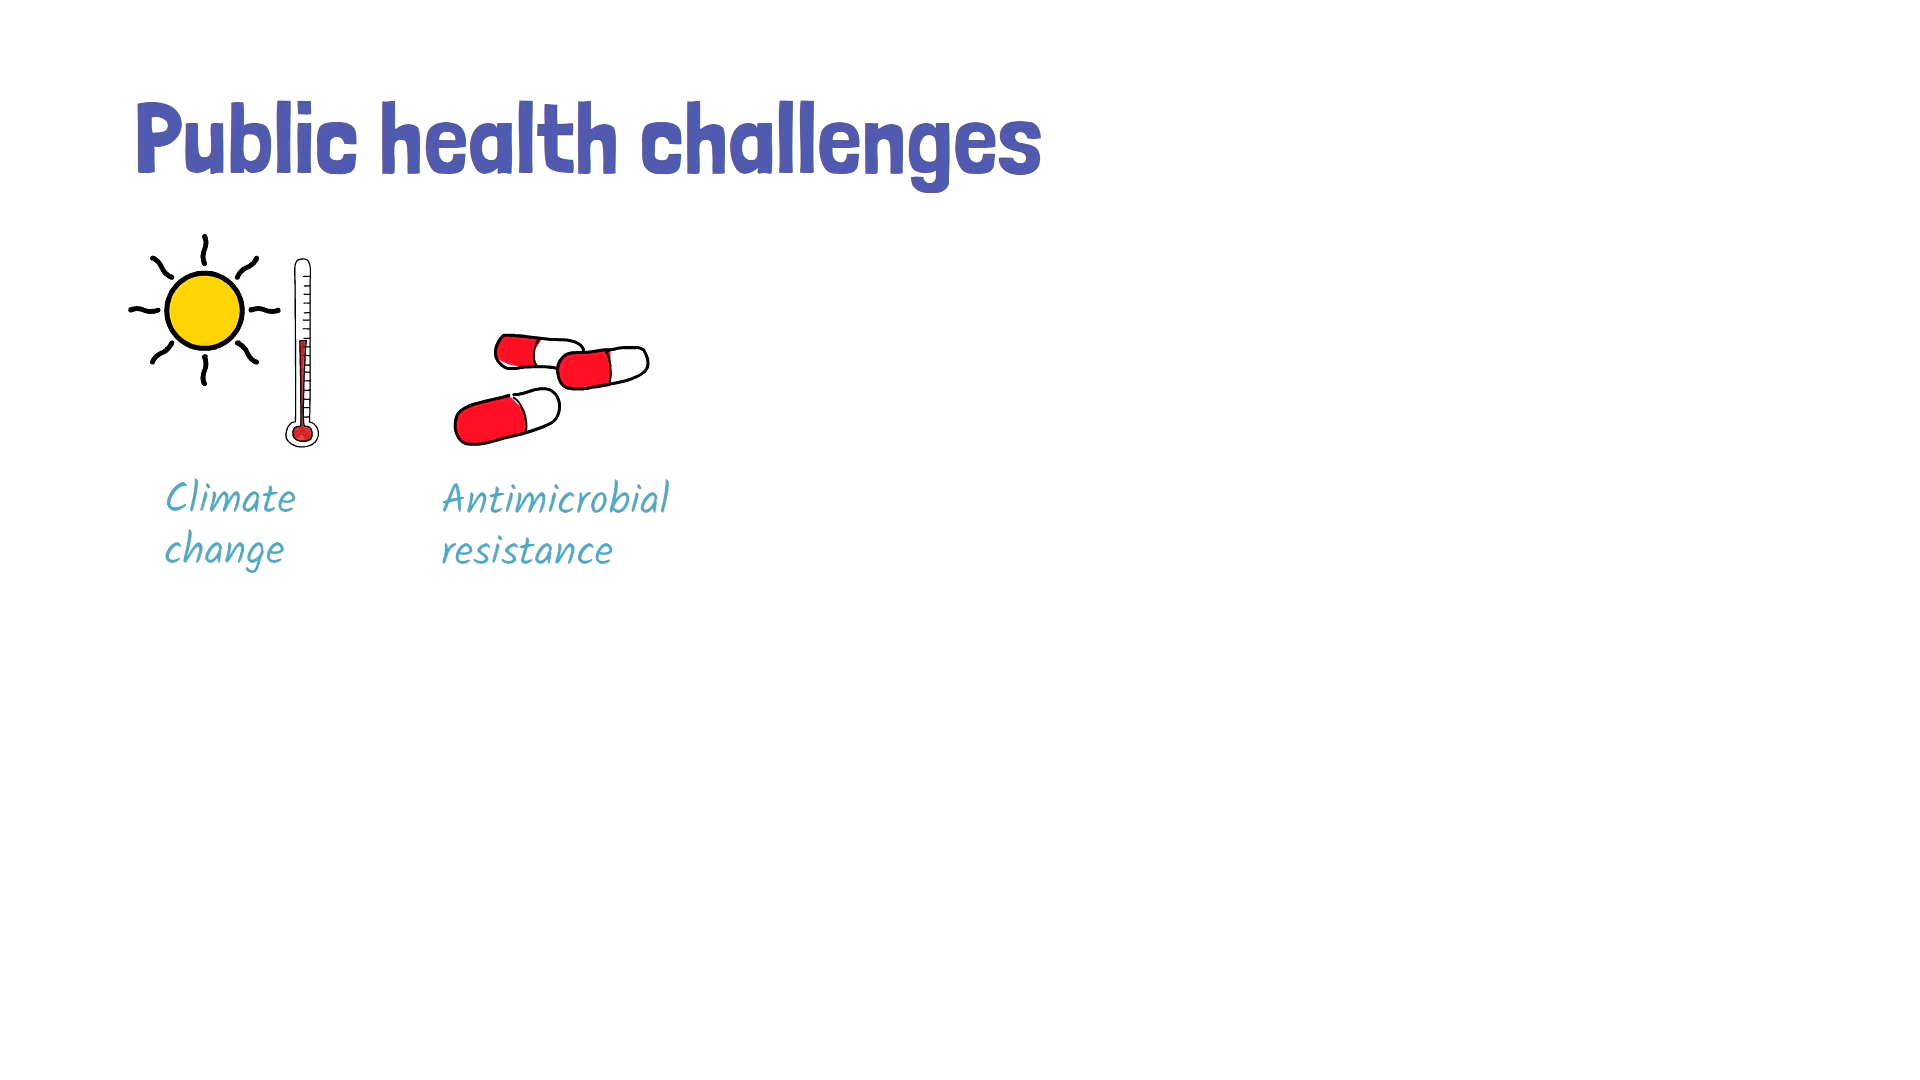 Public health challenges
Climate
change
Antimicrobial
resistance